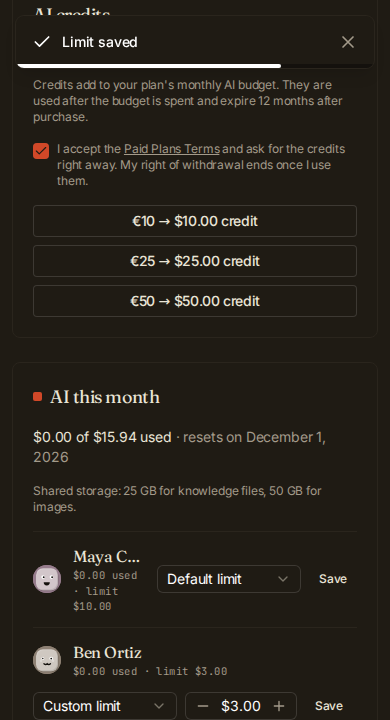 AI credits
Limit saved
Credits add to your plan's monthly AI budget. They are
used after the budget is spent and expire 12 months after
purchase.
I accept the Paid Plans Terms and ask for the credits
right away. My right of withdrawal ends once I use
them.
€10 → $10.00 credit
€25 → $25.00 credit
€50 → $50.00 credit
AI this month
$0.00 of $15.94 used · resets on December 1,
2026
Shared storage: 25 GB for knowledge files, 50 GB for
images.
Maya C...
$0.00 used
· limit
$10.00
Default limit
Save
Ben Ortiz
$0.00 used · limit $3.00
Custom limit
− $3.00 +
Save